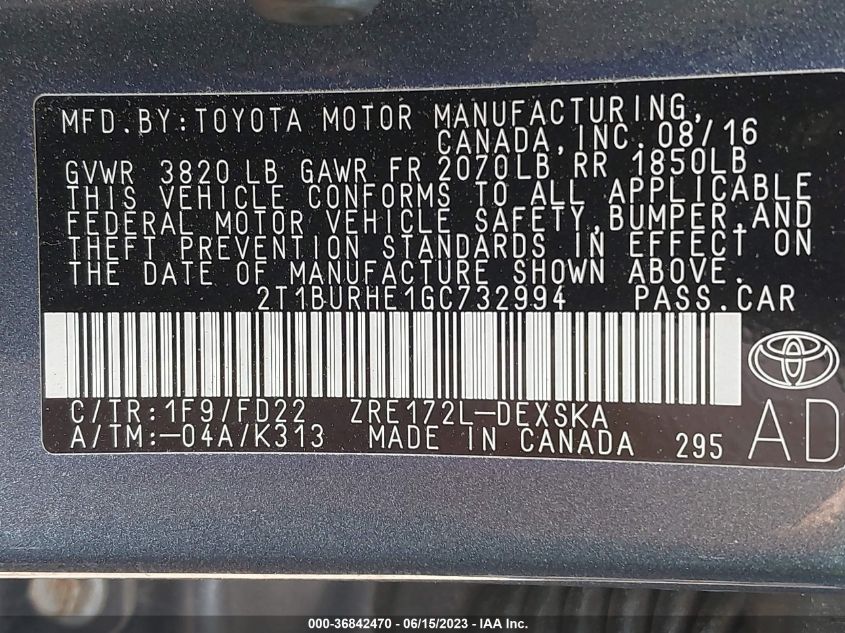 MFD.BY:TOYOTA MOTOR MANUFACTURING,
CANADA,INC. 08/16
GVWR 3820 LB GAWR FR 2070LB RR 1850LB
THIS VEHICLE CONFORMS TO ALL APPLICABLE
FEDERAL MOTOR VEHICLE SAFETY,BUMPER,AND
THEFT PREVENTION STANDARDS IN EFFECT ON
THE DATE OF MANUFACTURE SHOWN ABOVE.
2T1BURHE1GC732994 PASS.CAR
C/TR:1F9/FD22 ZRE172L-DEXSKA
A/TM:-04A/K313 MADE IN CANADA 295 AD
000-36842470 - 06/15/2023 - IAA Inc.